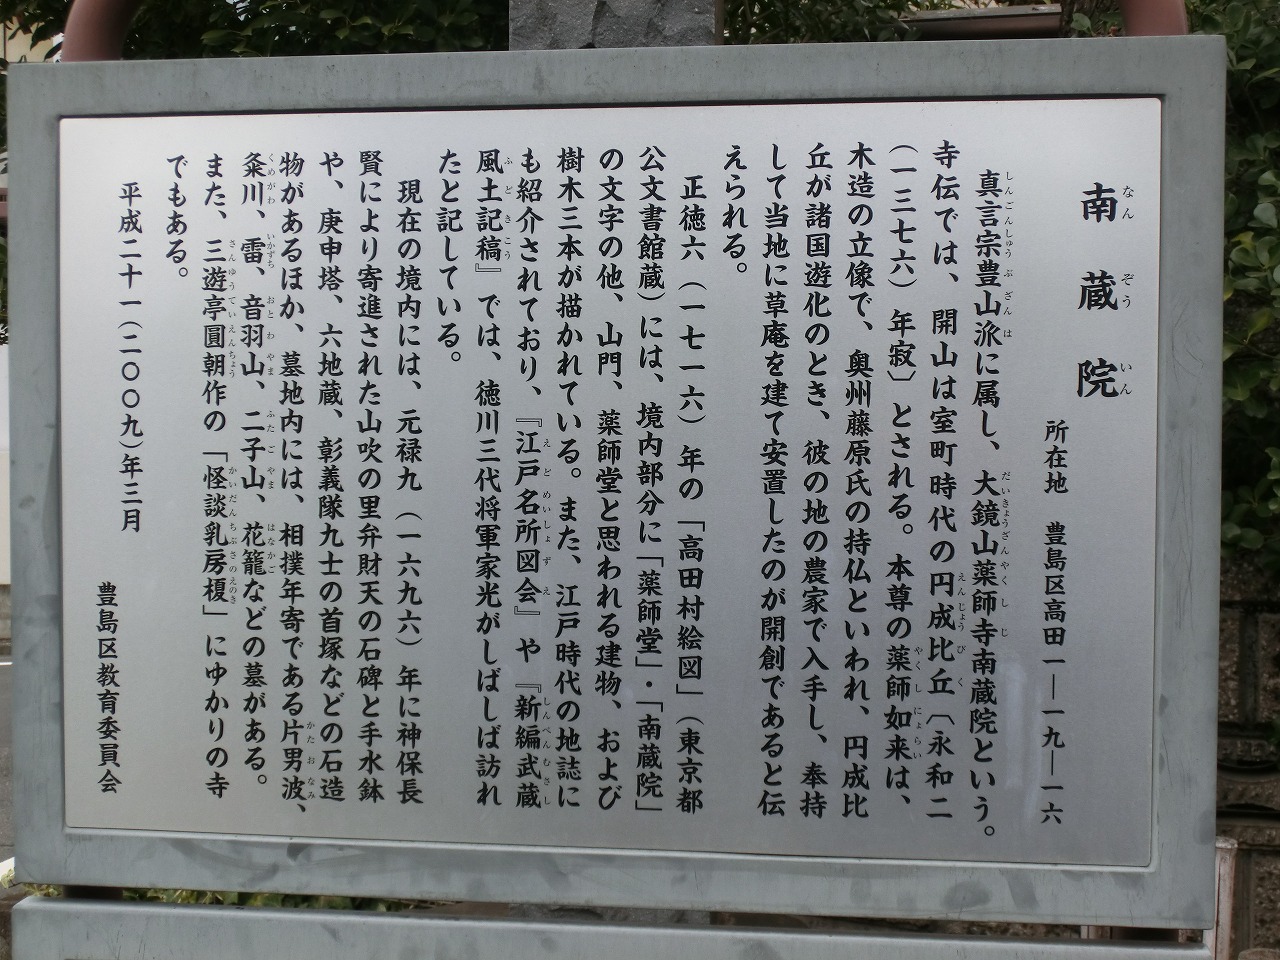 南蔵院
所在地　豊島区高田一―一九―一六
真言宗豊山派に属し、大鏡山薬師寺南蔵院という。
寺伝では、開山は室町時代の円成比丘〔永和二
（一三七六）年寂〕とされる。本尊の薬師如来は、
木造の立像で、奥州藤原氏の持仏といわれ、円成比
丘が諸国遊化のとき、彼の地の農家で入手し、奉持
して当地に草庵を建て安置したのが開創であると伝
えられる。
正徳六（一七一六）年の「高田村絵図」（東京都
公文書館蔵）には、境内部分に「薬師堂」・「南蔵院」
の文字の他、山門、薬師堂と思われる建物、および
樹木三本が描かれている。また、江戸時代の地誌に
も紹介されており、『江戸名所図会』や『新編武蔵
風土記稿』では、徳川三代将軍家光がしばしば訪れ
たと記している。
現在の境内には、元禄九（一六九六）年に神保長
賢により寄進された山吹の里弁財天の石碑と手水鉢
や、庚申塔、六地蔵、彰義隊九士の首塚などの石造
物があるほか、墓地内には、相撲年寄である片男波、
粂川、雷、音羽山、二子山、花籠などの墓がある。
また、三遊亭圓朝作の「怪談乳房榎」にゆかりの寺
でもある。
平成二十一（二〇〇九）年三月
豊島区教育委員会